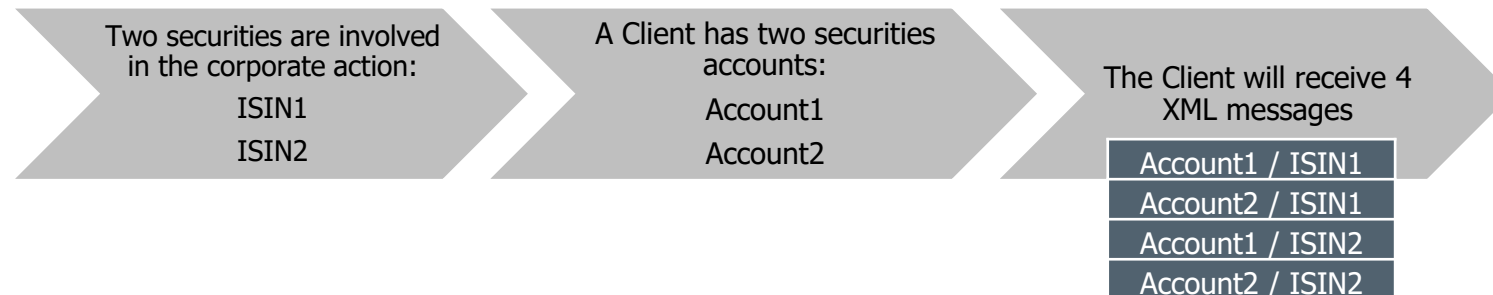 Two securities are involved
in the corporate action:
ISIN1
ISIN2
A Client has two securities
accounts:
Account1
Account2
The Client will receive 4
XML messages
Account1 / ISIN1
Account2 / ISIN1
Account1 / ISIN2
Account2 / ISIN2